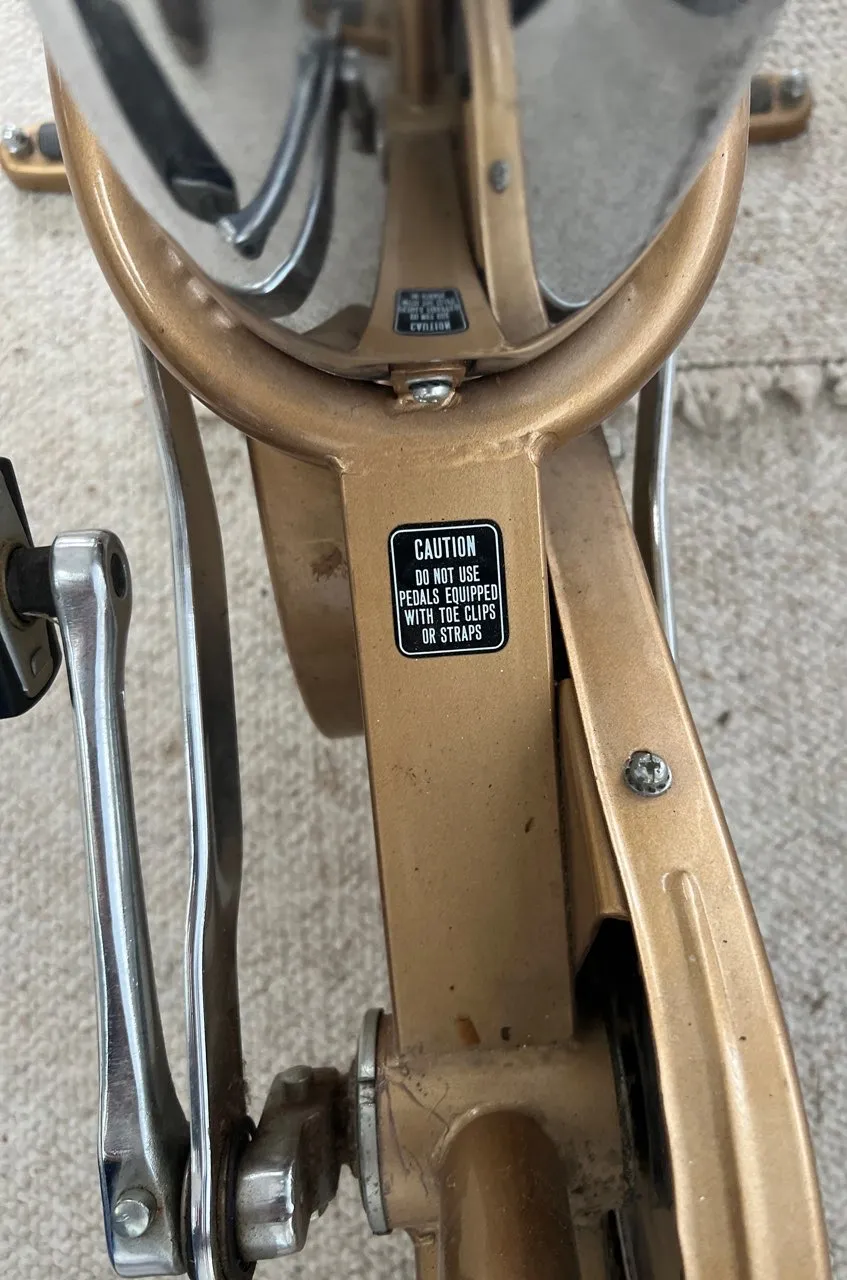 CAUTION
DO NOT USE
PEDALS EQUIPPED
WITH TOE CLIPS
OR STRAPS